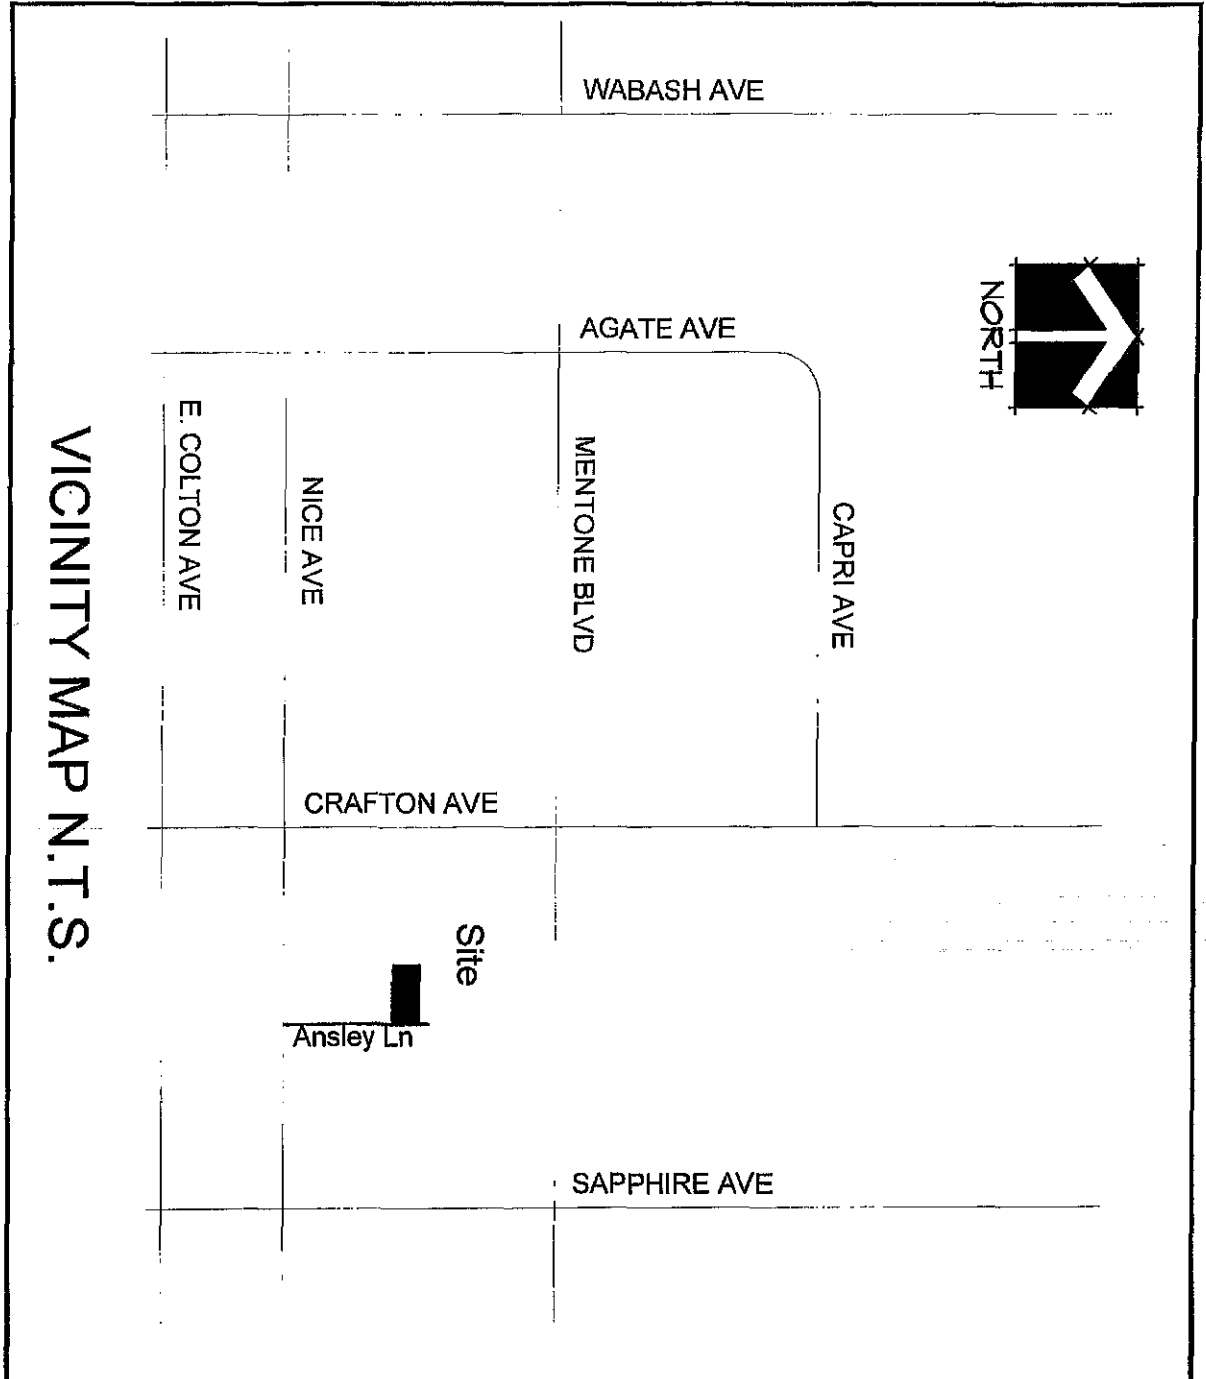 WABASH AVE
NORTH
AGATE AVE
E. COLTON AVE
NICE AVE
MENTONE BLVD
CAPRI AVE
CRAFTON AVE
Site
Ansley Ln
SAPPHIRE AVE
VICINITY MAP N.T.S.